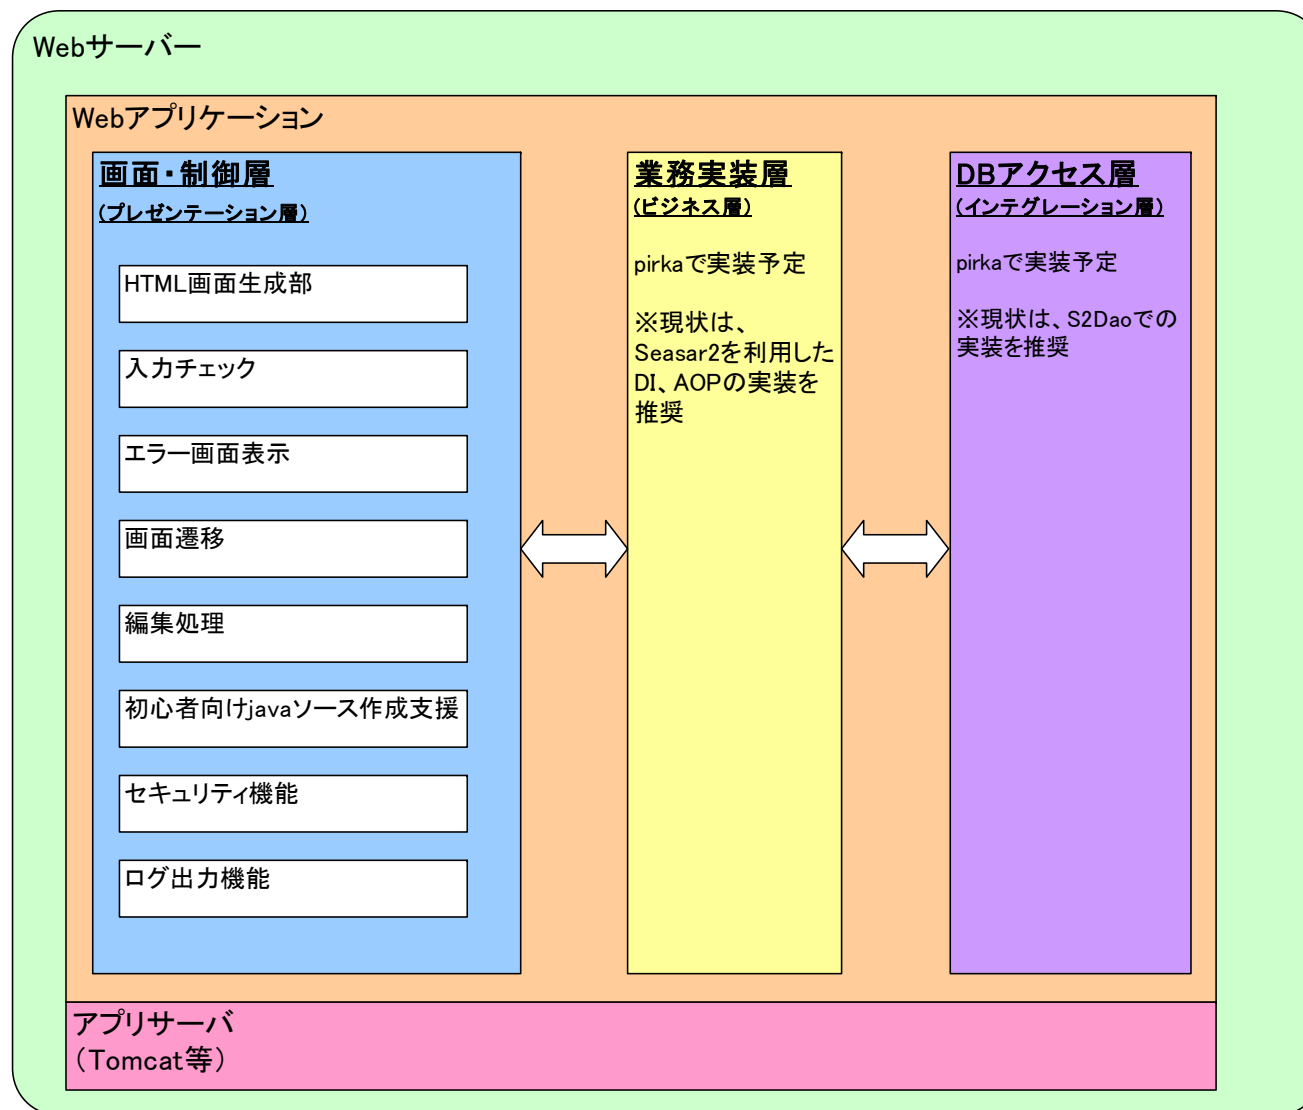 Webサーバー
Webアプリケーション
画面・制御層
(プレゼンテーション層)
HTML画面生成部
入力チェック
エラー画面表示
画面遷移
編集処理
初心者向けjavaソース作成支援
セキュリティ機能
ログ出力機能
業務実装層
(ビジネス層)
pirkaで実装予定
※現状は、
Seasar2を利用した
DI、AOPの実装を
推奨
DBアクセス層
(インテグレーション層)
pirkaで実装予定
※現状は、S2Daoでの
実装を推奨
アプリサーバ
(Tomcat等)